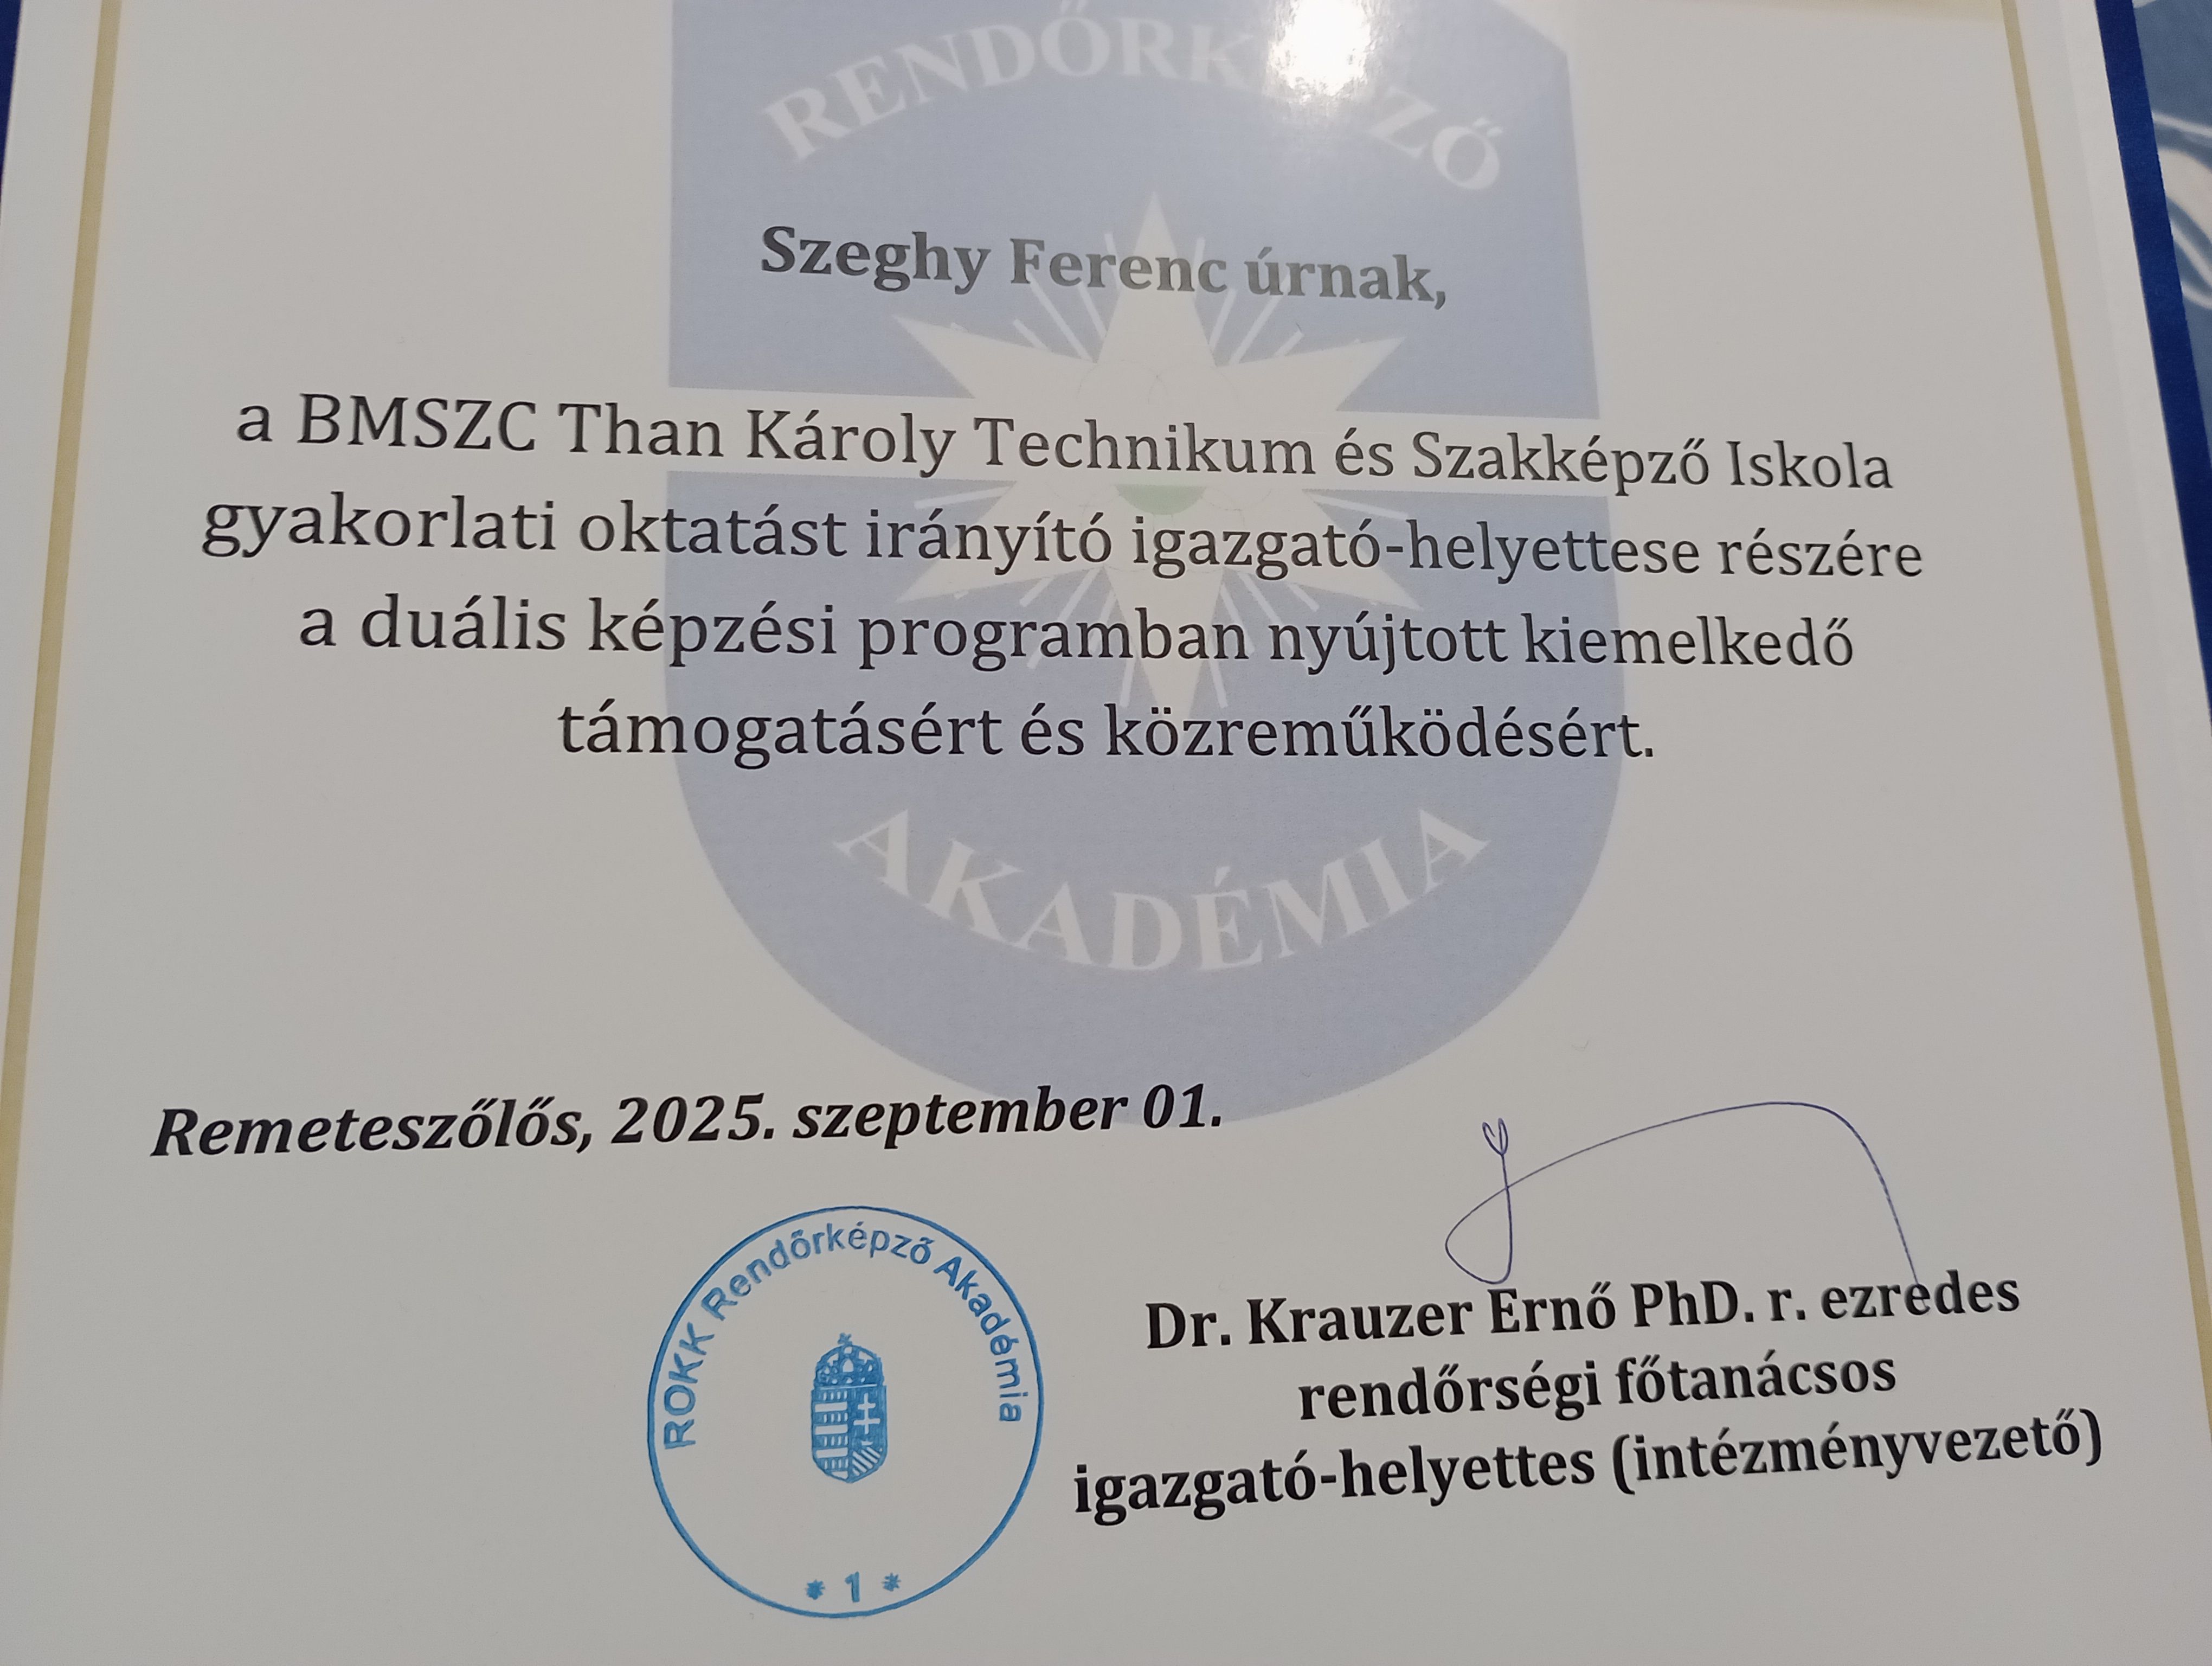 RENDŐRKÉPZŐ
Szeghy Ferenc úrnak,
a BMSZC Than Károly Technikum és Szakképző Iskola
gyakorlati oktatást irányító igazgató-helyettese részére
a duális képzési programban nyújtott kiemelkedő
támogatásért és közreműködésért.
AKADÉMIA
Remeteszőlős, 2025. szeptember 01.
ROKK Rendőrképző Akadémia
* 1 *
Dr. Krauzer Ernő PhD. r. ezredes
rendőrségi főtanácsos
igazgató-helyettes (intézményvezető)